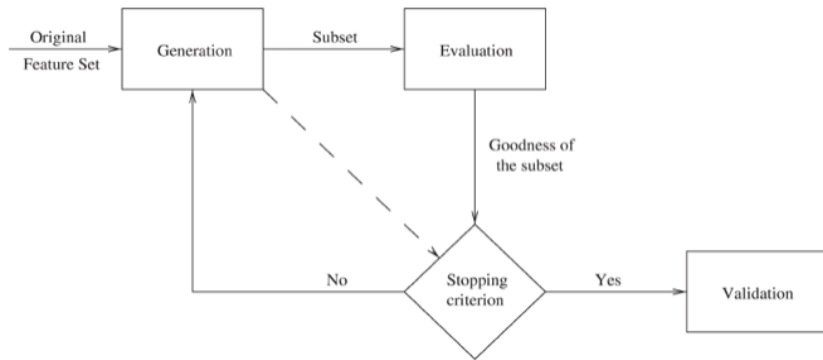 Original
Feature Set
Generation
Subset
Evaluation
Goodness of
the subset
No
Stopping
criterion
Yes
Validation